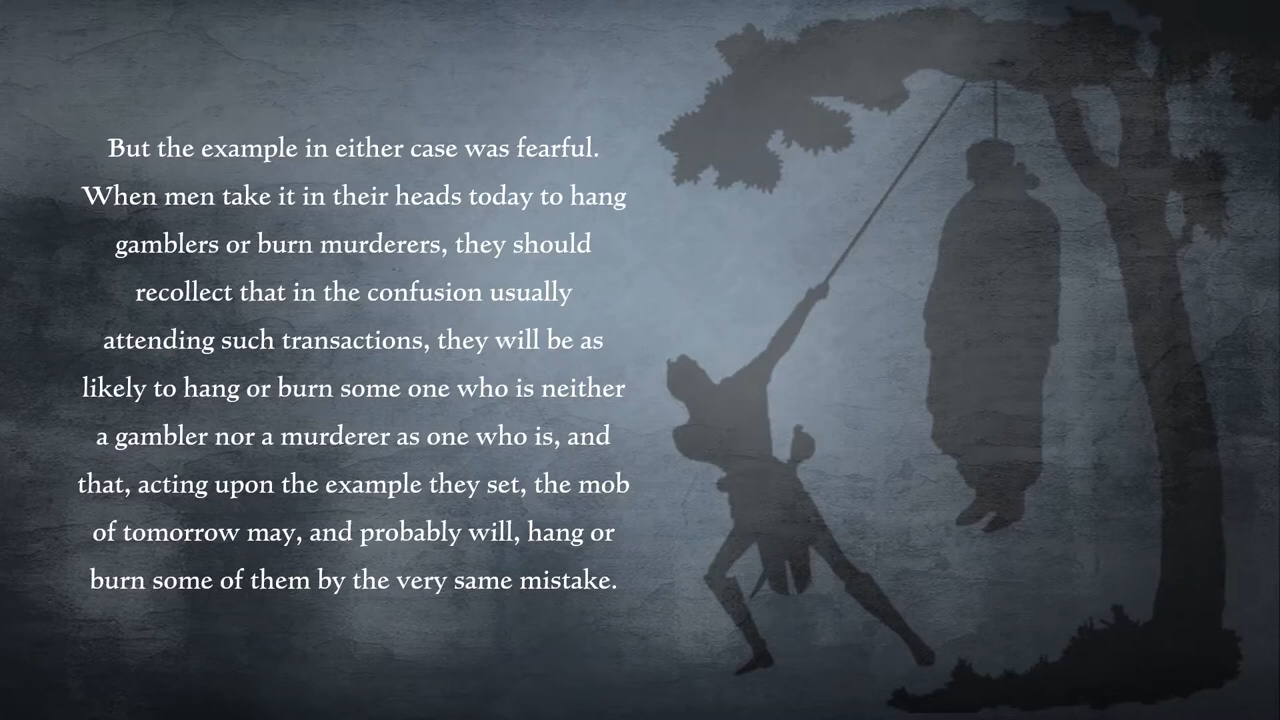 But the example in either case was fearful.
When men take it in their heads today to hang
gamblers or burn murderers, they should
recollect that in the confusion usually
attending such transactions, they will be as
likely to hang or burn some one who is neither
a gambler nor a murderer as one who is, and
that, acting upon the example they set, the mob
of tomorrow may, and probably will, hang or
burn some of them by the very same mistake.